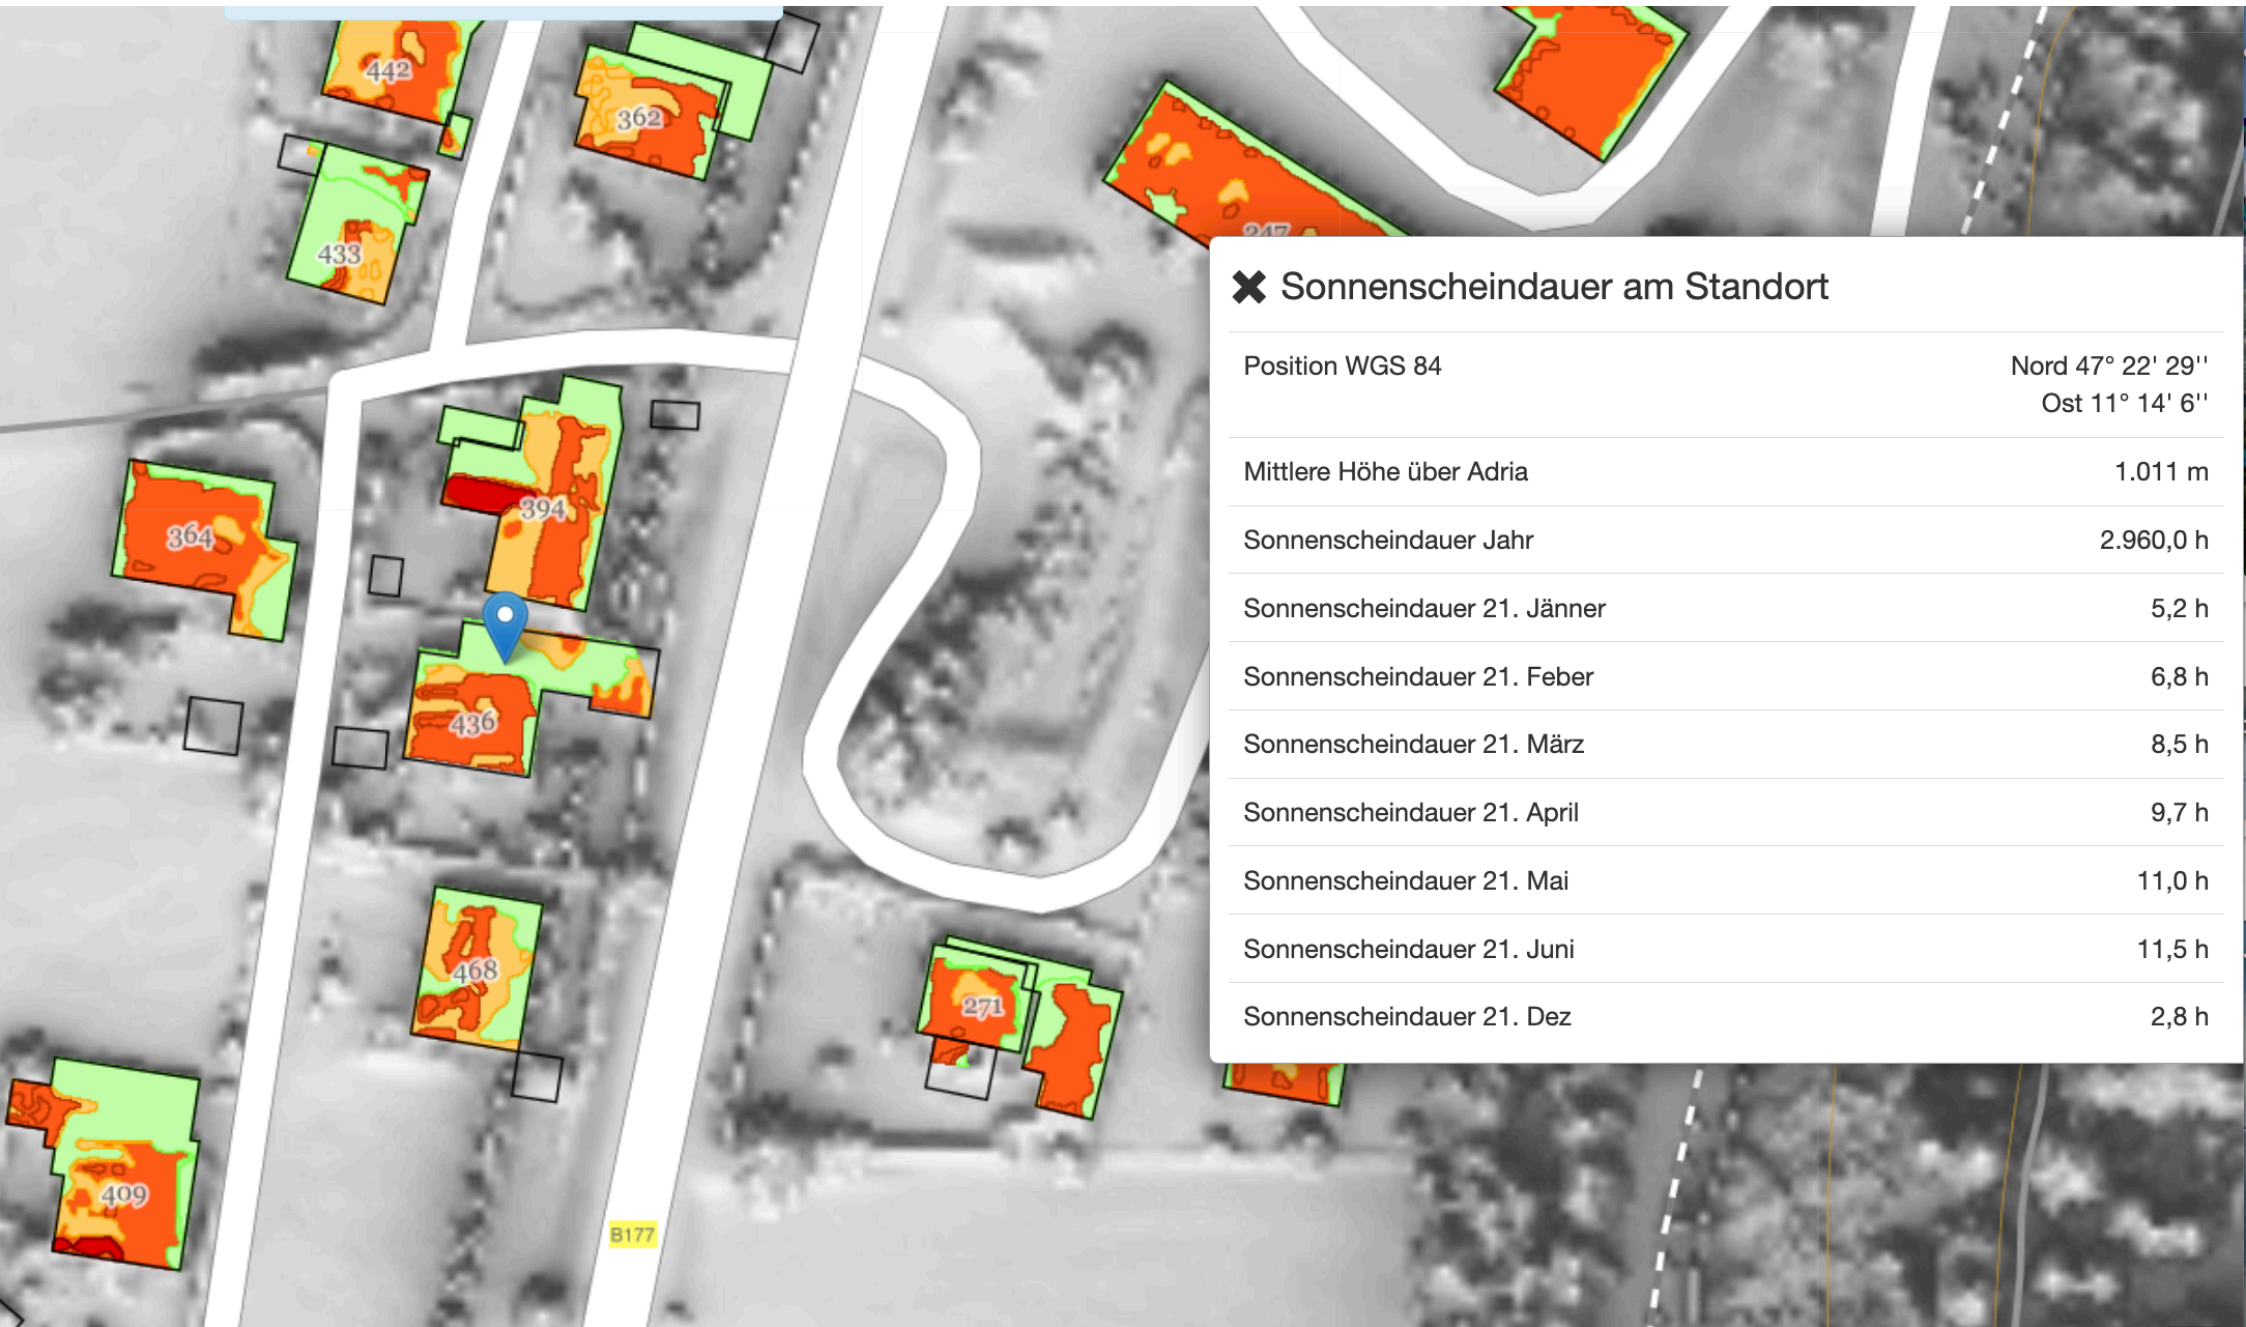 442
362
433
247
✖ Sonnenscheindauer am Standort
Position WGS 84 Nord 47° 22' 29''
Ost 11° 14' 6''
Mittlere Höhe über Adria 1.011 m
Sonnenscheindauer Jahr 2.960,0 h
Sonnenscheindauer 21. Jänner 5,2 h
Sonnenscheindauer 21. Feber 6,8 h
Sonnenscheindauer 21. März 8,5 h
Sonnenscheindauer 21. April 9,7 h
Sonnenscheindauer 21. Mai 11,0 h
Sonnenscheindauer 21. Juni 11,5 h
Sonnenscheindauer 21. Dez 2,8 h
394
364
436
468
271
409
B177